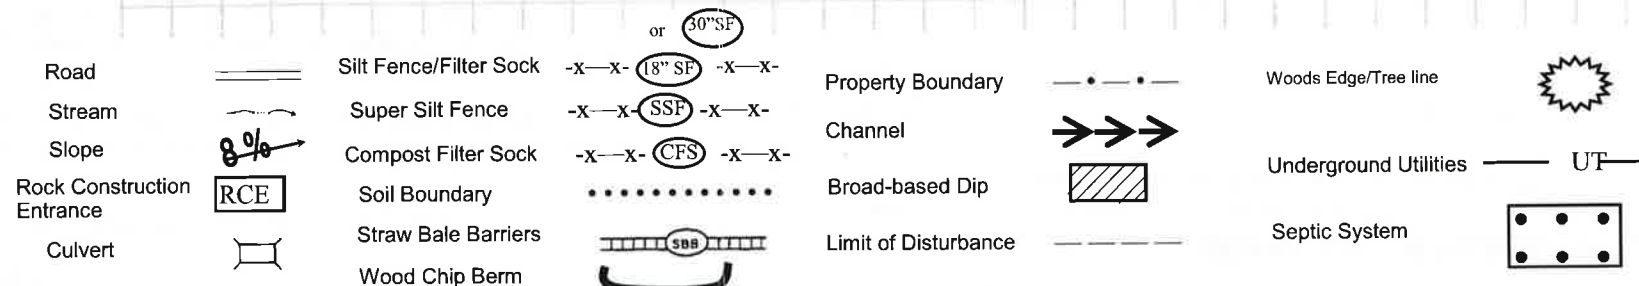 or 30"SF
Road
Silt Fence/Filter Sock -x—x- 18" SF -x—x-
Property Boundary
Woods Edge/Tree line
Stream
Super Silt Fence -x—x- SSF -x—x-
Channel
Slope 8%
Compost Filter Sock -x—x- CFS -x—x-
Underground Utilities UT
Rock Construction
Entrance
RCE
Soil Boundary
Broad-based Dip
Culvert
Straw Bale Barriers SBB
Limit of Disturbance
Septic System
Wood Chip Berm